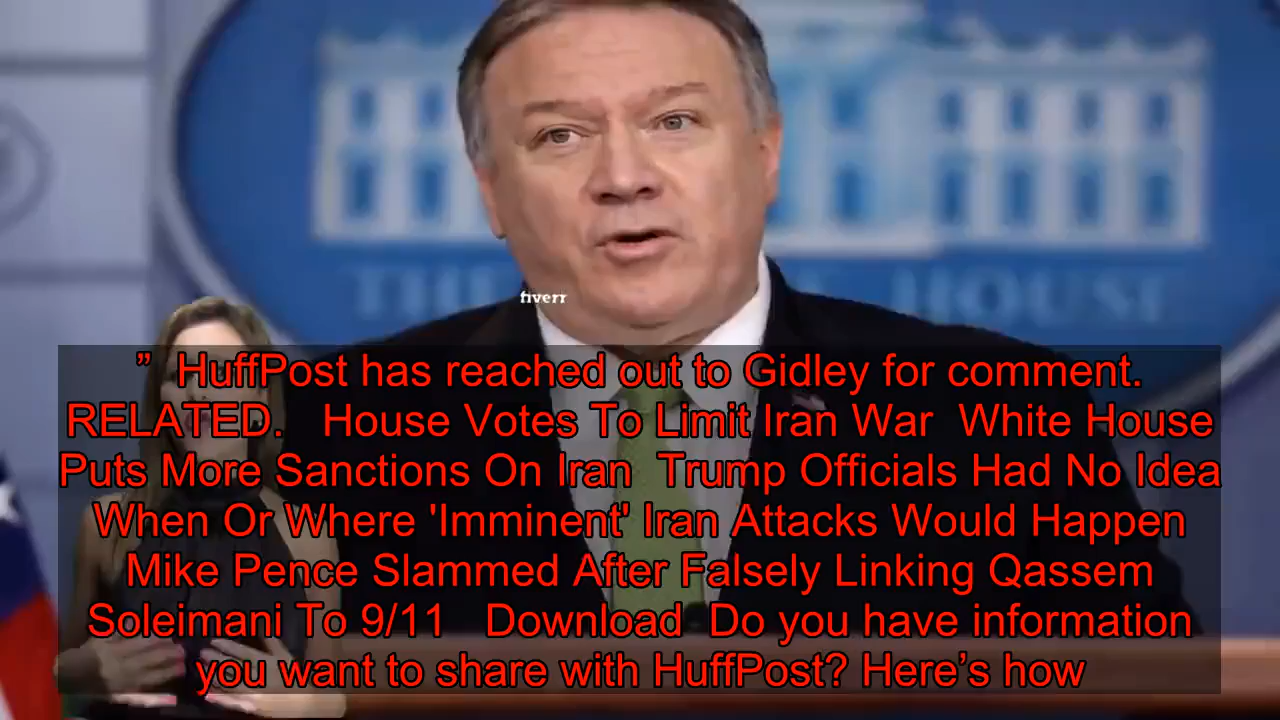 THE HOUSE
fiverr
” HuffPost has reached out to Gidley for comment.
RELATED. House Votes To Limit Iran War White House
Puts More Sanctions On Iran Trump Officials Had No Idea
When Or Where 'Imminent' Iran Attacks Would Happen
Mike Pence Slammed After Falsely Linking Qassem
Soleimani To 9/11 Download Do you have information
you want to share with HuffPost? Here’s how